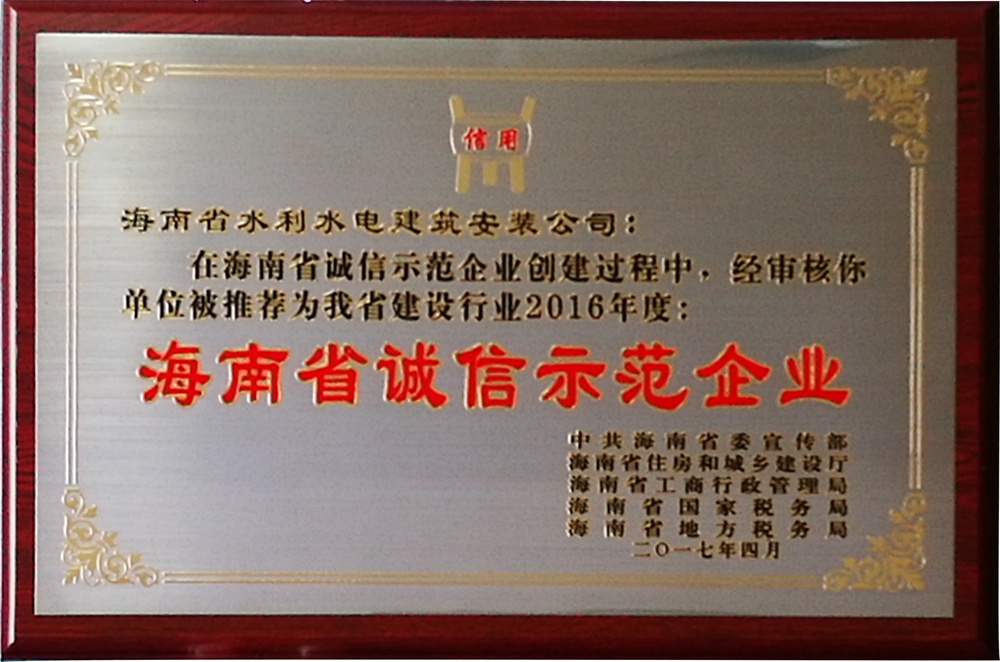 信用
海南省水利水电建筑安装公司：
在海南省诚信示范企业创建过程中，经审核你
单位被推荐为我省建设行业2016年度：
海南省诚信示范企业
中共海南省委宣传部
海南省住房和城乡建设厅
海南省工商行政管理局
海南省国家税务局
海南省地方税务局
二〇一七年四月